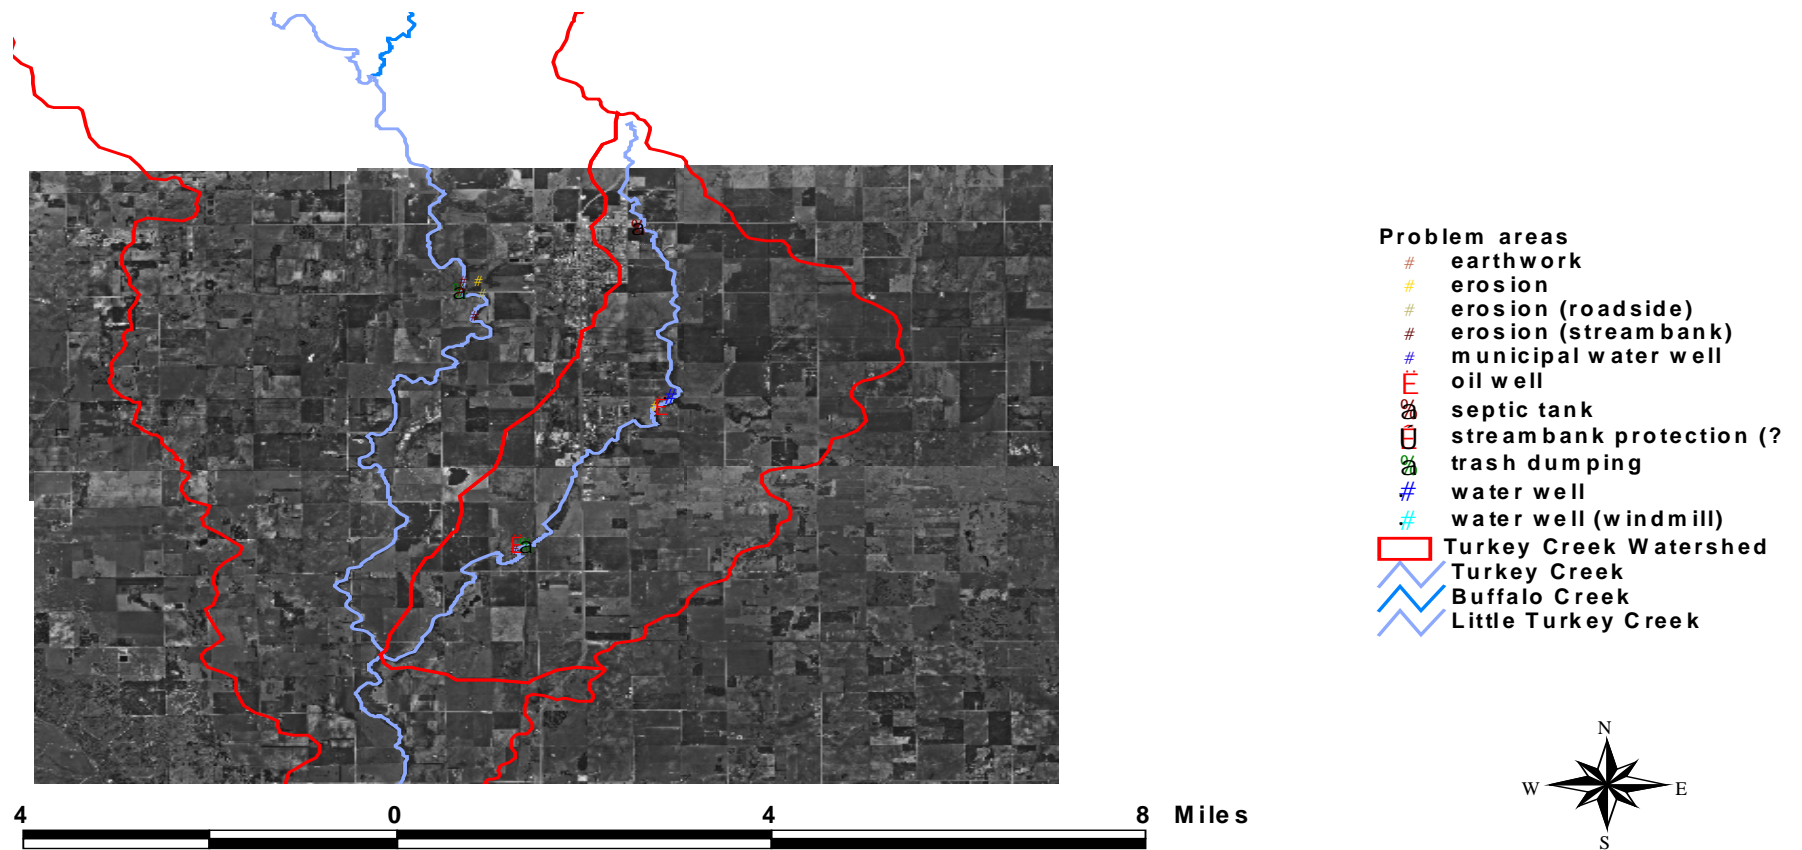 Problem areas
# earthwork
# erosion
# erosion (roadside)
# erosion (streambank)
# municipal water well
Ë oil well
septic tank
streambank protection (?
trash dumping
# water well
# water well (windmill)
Turkey Creek Watershed
Turkey Creek
Buffalo Creek
Little Turkey Creek
N
W E
S
4 0 4 8 Miles